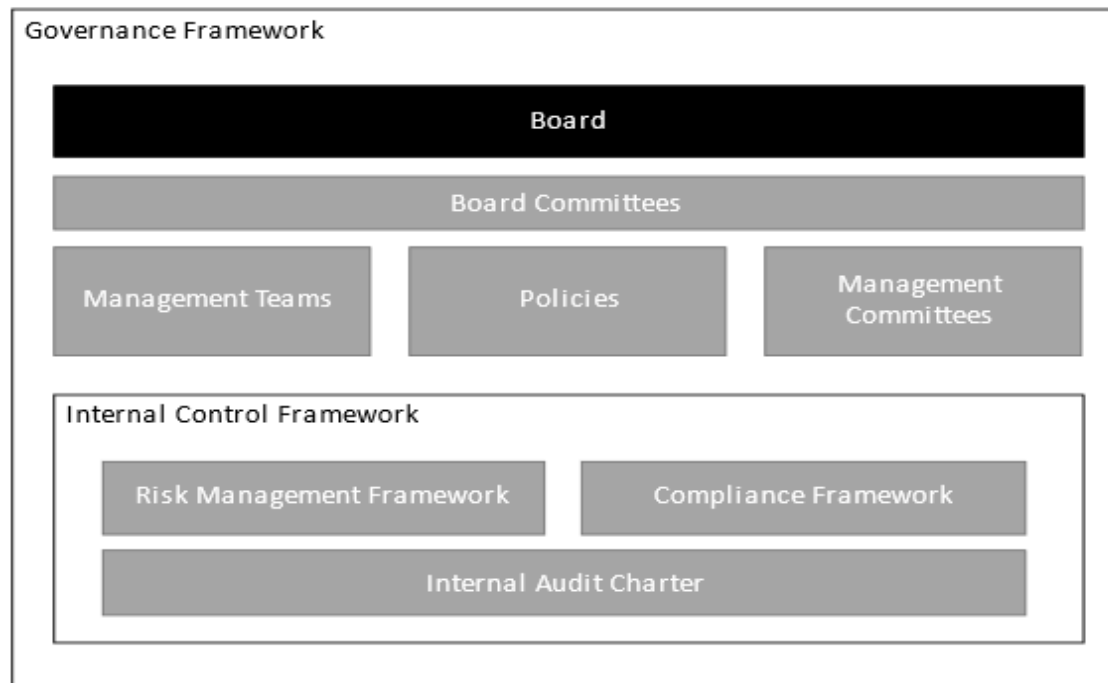 Governance Framework
Board
Board Committees
Management Teams
Policies
Management
Committees
Internal Control Framework
Risk Management Framework
Compliance Framework
Internal Audit Charter